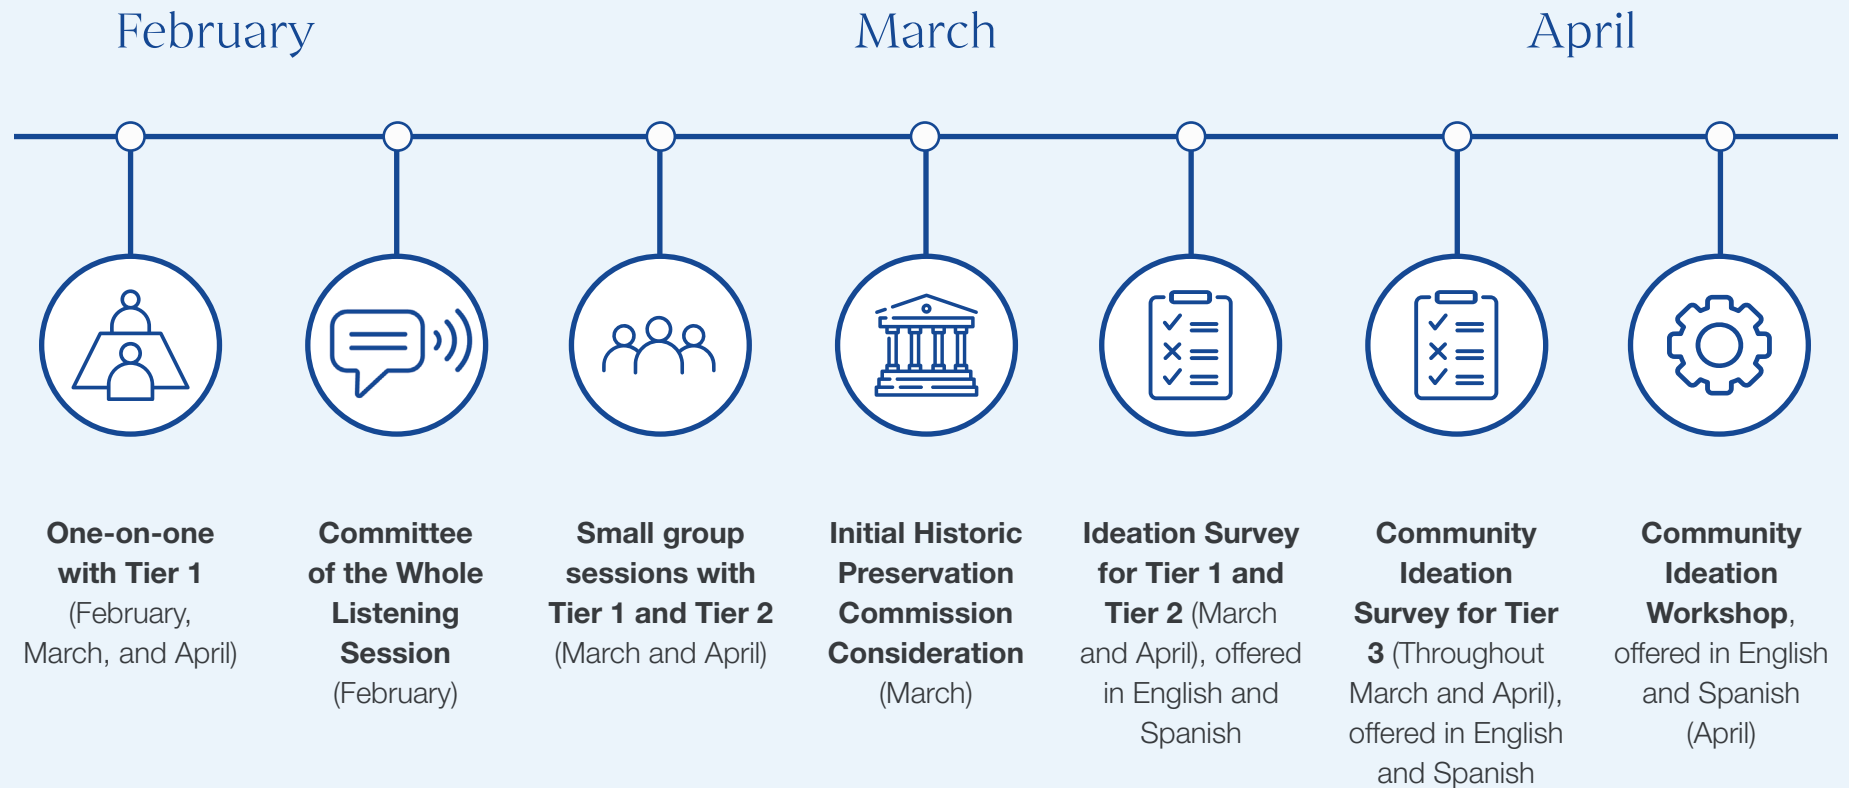 February
March
April
One-on-one
with Tier 1
(February,
March, and April)
Committee
of the Whole
Listening
Session
(February)
Small group
sessions with
Tier 1 and Tier 2
(March and April)
Initial Historic
Preservation
Commission
Consideration
(March)
Ideation Survey
for Tier 1 and
Tier 2 (March
and April), offered
in English and
Spanish
Community
Ideation
Survey for Tier
3 (Throughout
March and April),
offered in English
and Spanish
Community
Ideation
Workshop,
offered in English
and Spanish
(April)